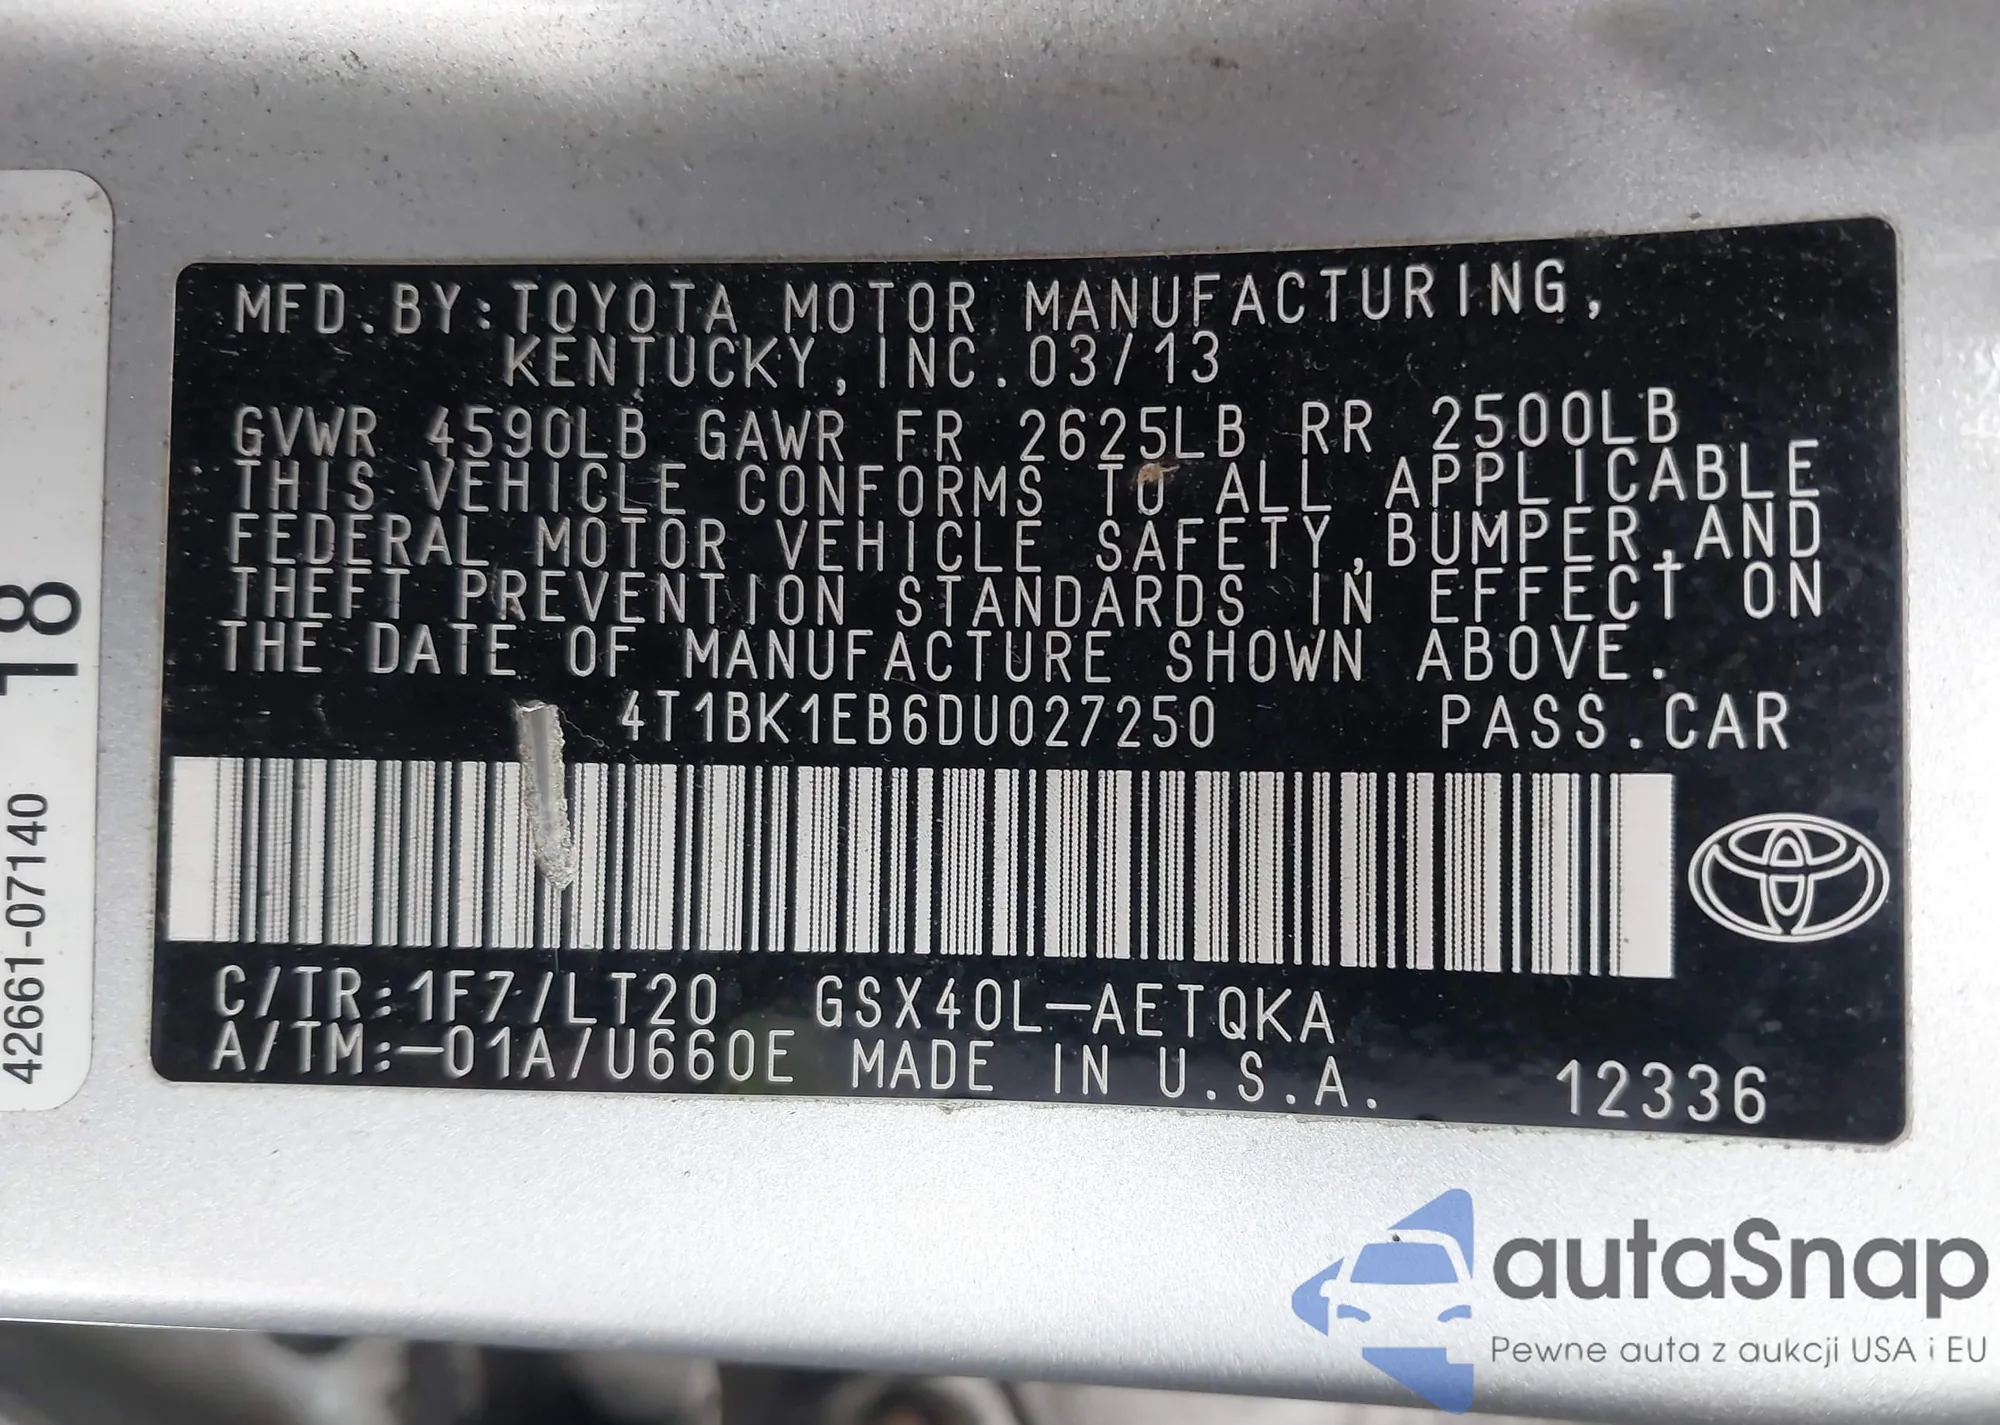 MFD.BY:TOYOTA MOTOR MANUFACTURING,
KENTUCKY, INC. 03/13
GVWR 4590LB GAWR FR 2625LB RR 2500LB
THIS VEHICLE CONFORMS TO ALL APPLICABLE
FEDERAL MOTOR VEHICLE SAFETY,BUMPER,AND
THEFT PREVENTION STANDARDS IN EFFECT ON
THE DATE OF MANUFACTURE SHOWN ABOVE.
4T1BK1EB6DU027250 PASS.CAR
C/TR:1F7/LT20 GSX40L-AETQKA
A/TM:-01A/U660E MADE IN U.S.A. 12336
18
42661-07140
autaSnap
Pewne auta z aukcji USA i EU